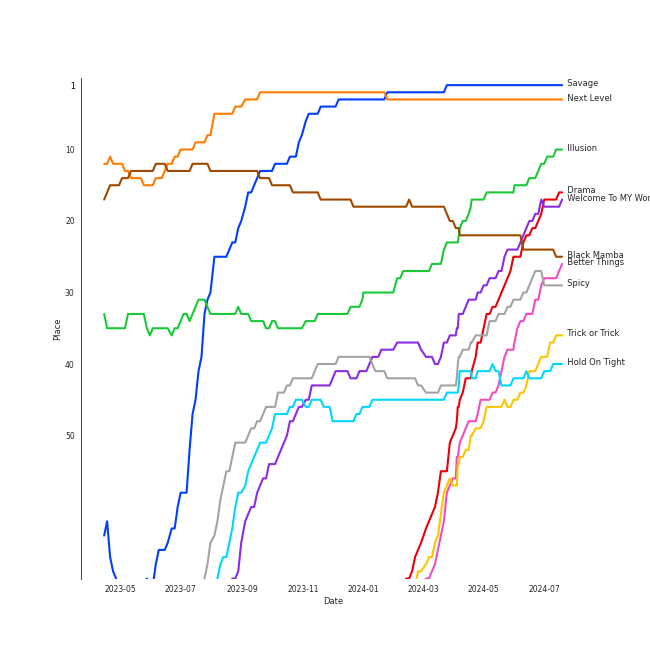 1
Savage
Next Level
10
Illusion
Drama
Welcome To MY Wor
20
Black Mamba
Better Things
Spicy
30
Place
Trick or Trick
40
Hold On Tight
50
2023-05
2023-07
2023-09
2023-11
2024-01
2024-03
2024-05
2024-07
Date